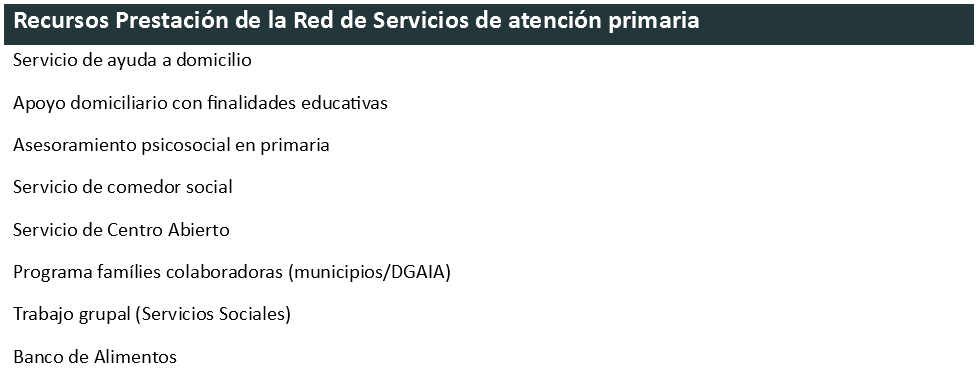 Recursos Prestación de la Red de Servicios de atención primaria
Servicio de ayuda a domicilio
Apoyo domiciliario con finalidades educativas
Asesoramiento psicosocial en primaria
Servicio de comedor social
Servicio de Centro Abierto
Programa famílies colaboradoras (municipios/DGAIA)
Trabajo grupal (Servicios Sociales)
Banco de Alimentos